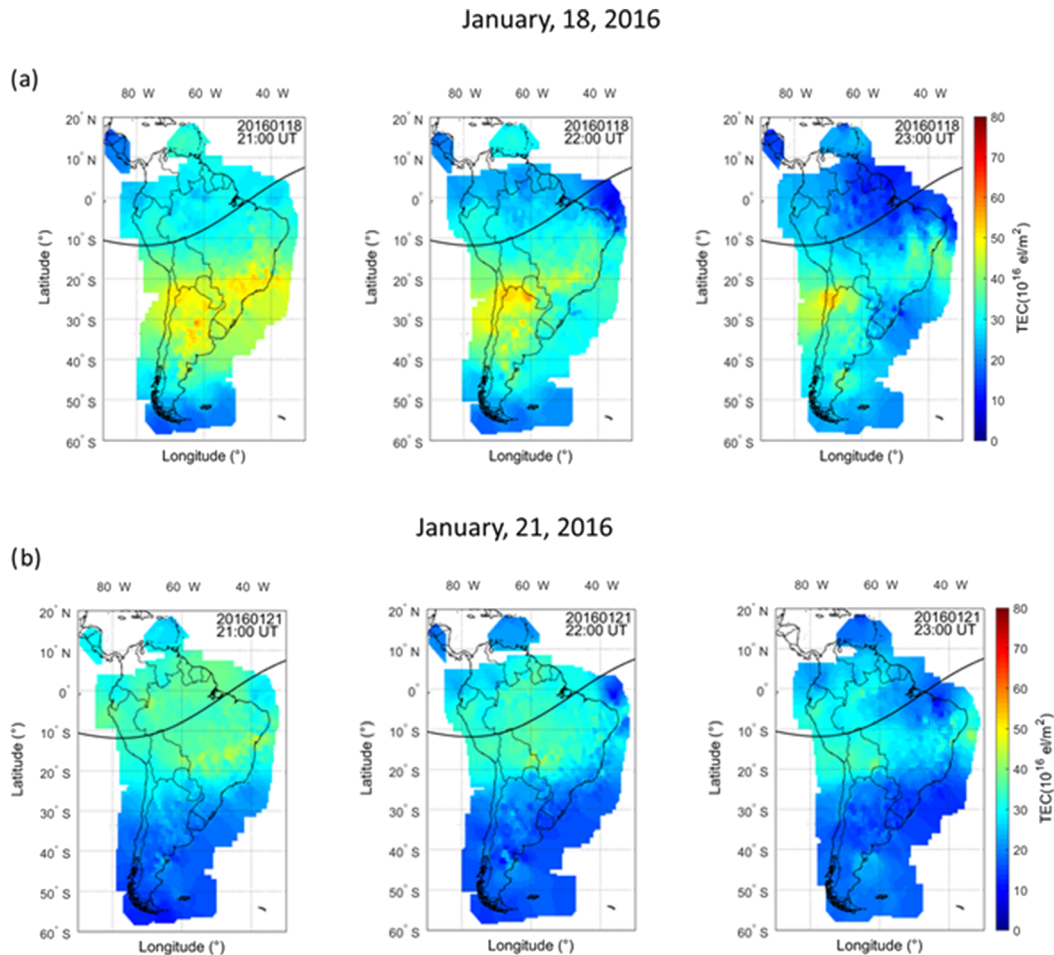 January, 18, 2016
(a)
80 W 60 W 40 W
80 W 60 W 40 W
80 W 60 W 40 W
20° N
10° N
0°
10° S
20° S
30° S
40° S
50° S
60° S
Latitude (°)
20160118
21:00 UT
Longitude (°)
20° N
10° N
0°
10° S
20° S
30° S
40° S
50° S
60° S
Latitude (°)
20160118
22:00 UT
Longitude (°)
20° N
10° N
0°
10° S
20° S
30° S
40° S
50° S
60° S
Latitude (°)
20160118
23:00 UT
Longitude (°)
80
70
60
50
40
30
20
10
0
TEC(10¹⁶ el/m²)
January, 21, 2016
(b)
80 W 60 W 40 W
80 W 60 W 40 W
80 W 60 W 40 W
20° N
10° N
0°
10° S
20° S
30° S
40° S
50° S
60° S
Latitude (°)
20160121
21:00 UT
Longitude (°)
20° N
10° N
0°
10° S
20° S
30° S
40° S
50° S
60° S
Latitude (°)
20160121
22:00 UT
Longitude (°)
20° N
10° N
0°
10° S
20° S
30° S
40° S
50° S
60° S
Latitude (°)
20160121
23:00 UT
Longitude (°)
80
70
60
50
40
30
20
10
0
TEC(10¹⁶ el/m²)